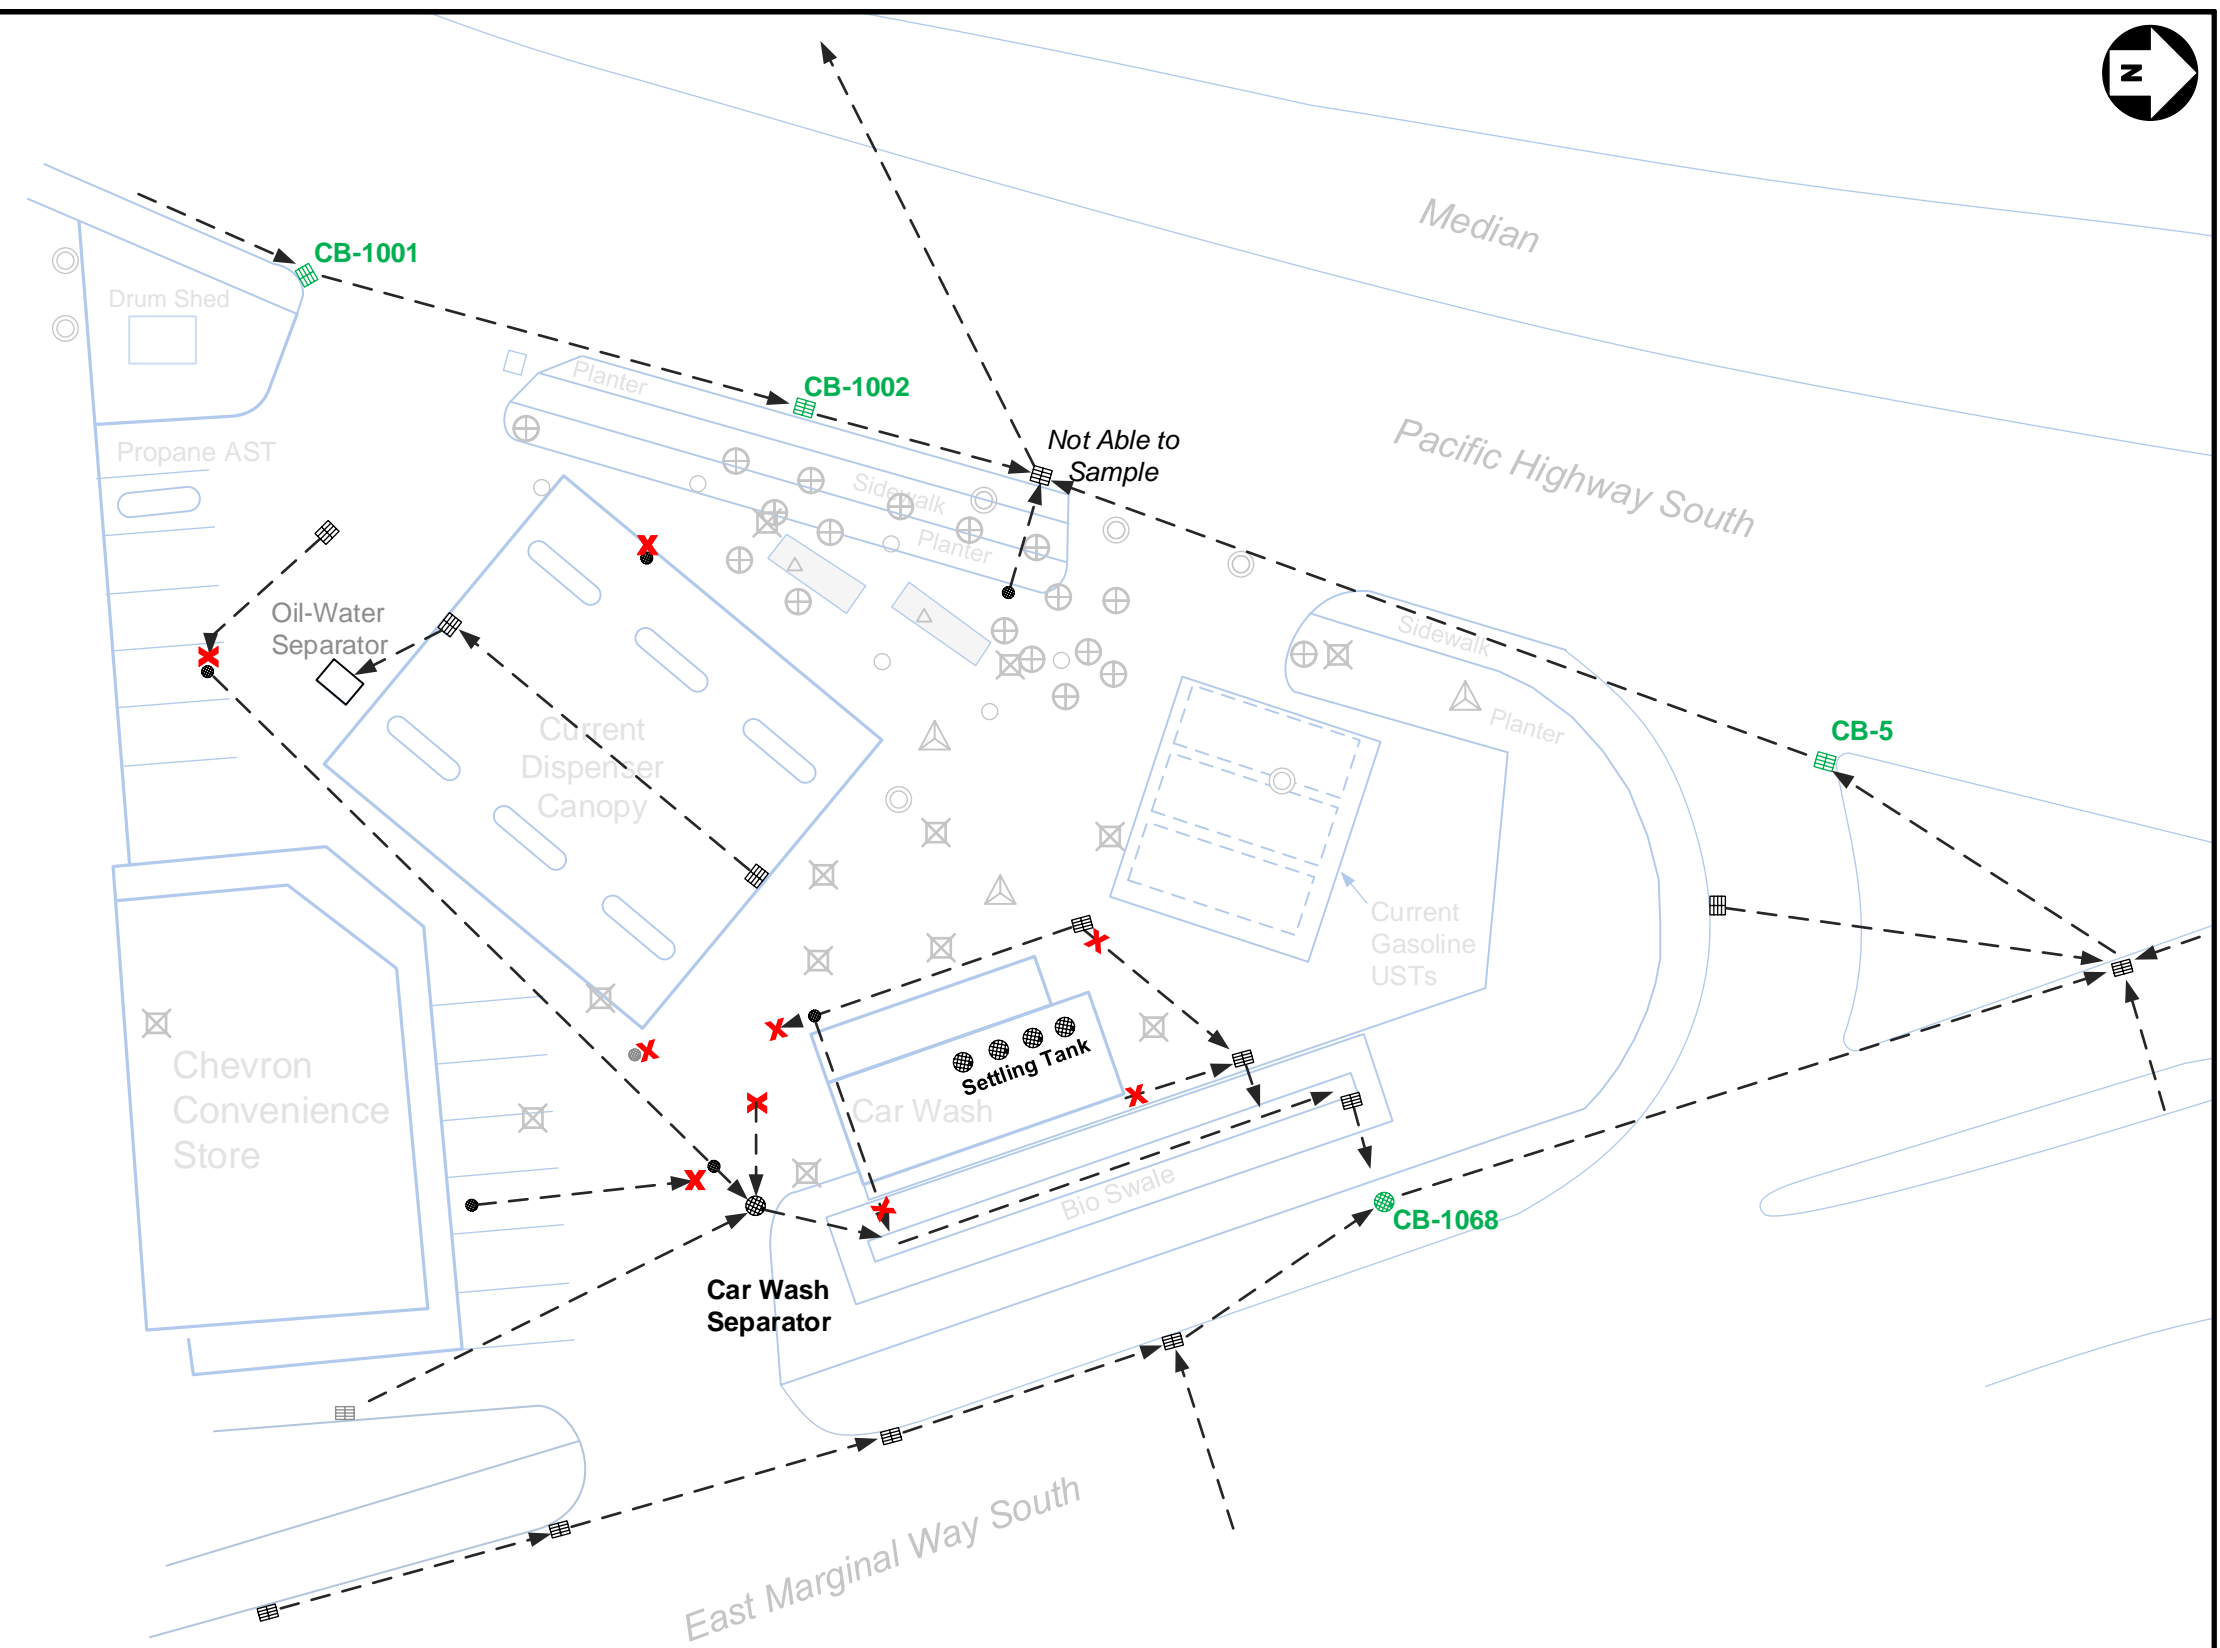 N
Median
CB-1001
Drum Shed
Planter
CB-1002
Not Able to
Sample
Pacific Highway South
Propane AST
Sidewalk
Planter
Oil-Water
Separator
Sidewalk
Planter
CB-5
Current
Dispenser
Canopy
Current
Gasoline
USTs
Settling Tank
Car Wash
Chevron
Convenience
Store
Bio Swale
CB-1068
Car Wash
Separator
East Marginal Way South